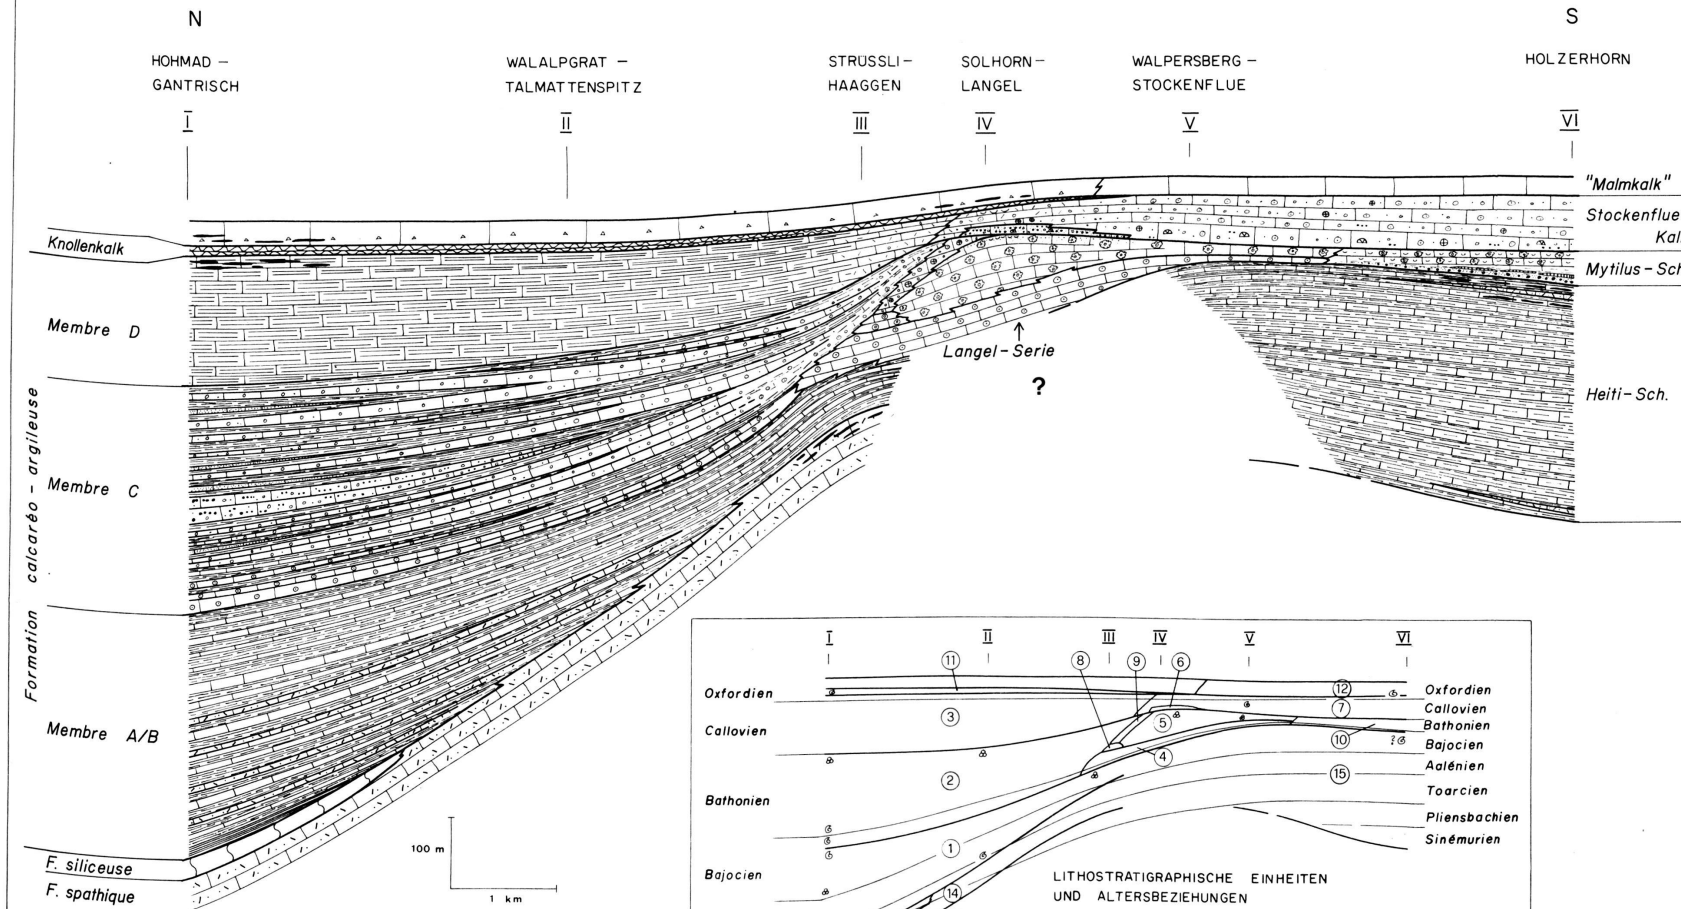 N
S
HOHMAD –
GANTRISCH
WALALPGRAT –
TALMATTENSPITZ
STRÜSSLI-
HAAGGEN
SOLHORN-
LANGEL
WALPERSBERG –
STOCKENFLUE
HOLZERHORN
I
II
III
IV
V
VI
"Malmkalk"
Stockenflue
Mytilus-Sch
Heiti-Sch.
Knollenkalk
Membre D
Membre C
Membre A/B
Formation calcaréo-argileuse
F. siliceuse
F. spathique
Langel-Serie
?
100 m
1 km
I
II
III
IV
V
VI
11
8
9
6
12
7
3
5
10
4
2
15
1
14
Oxfordien
Callovien
Bathonien
Bajocien
Oxfordien
Callovien
Bathonien
Bajocien
Aalénien
Toarcien
Pliensbachien
Sinémurien
?
LITHOSTRATIGRAPHISCHE EINHEITEN
UND ALTERSBEZIEHUNGEN